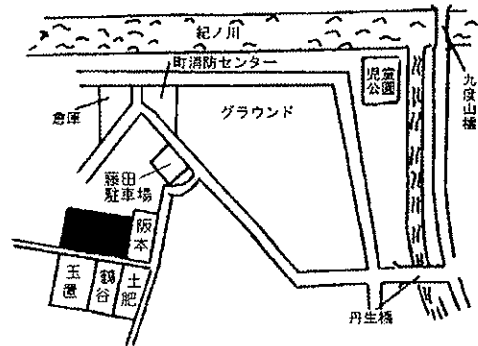 紀ノ川
町消防センター
児童
公園
九度山橋
倉庫
グラウンド
藤田
駐車場
阪本
玉置
鶴谷
土肥
丹生橋